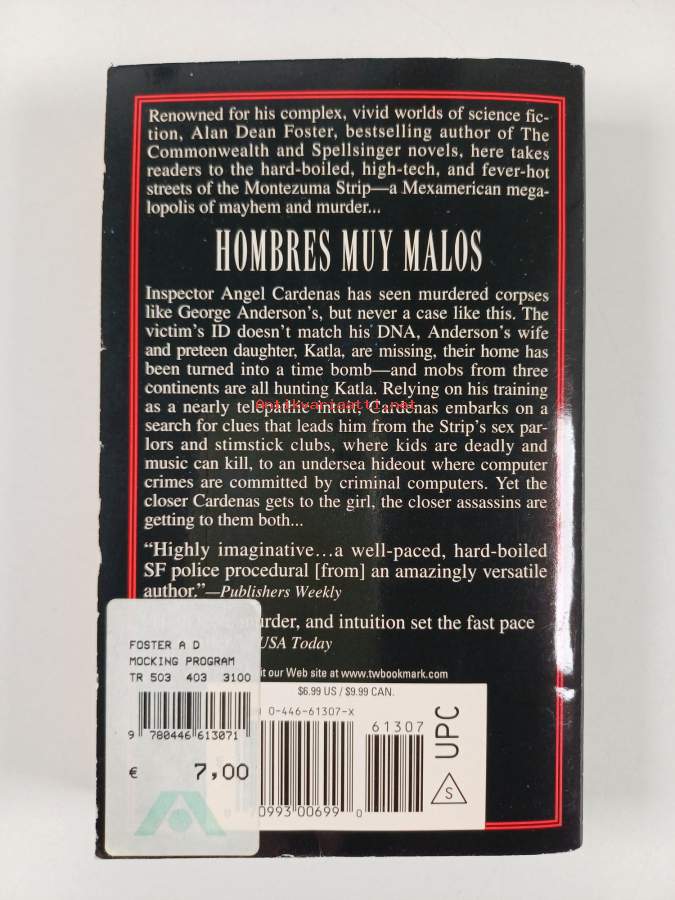 Renowned for his complex, vivid worlds of science fic-
tion, Alan Dean Foster, bestselling author of The
Commonwealth and Spellsinger novels, here takes
readers to the hard-boiled, high-tech, and fever-hot
streets of the Montezuma Strip—a Mexamerican mega-
lopolis of mayhem and murder...
HOMBRES MUY MALOS
Inspector Angel Cardenas has seen murdered corpses
like George Anderson's, but never a case like this. The
victim's ID doesn't match his DNA, Anderson's wife
and preteen daughter, Katla, are missing, their home has
been turned into a time bomb—and mobs from three
continents are all hunting Katla. Relying on his training
as a nearly telepathic intuit, Cardenas embarks on a
search for clues that leads him from the Strip's sex par-
lors and stimstick clubs, where kids are deadly and
music can kill, to an undersea hideout where computer
crimes are committed by criminal computers. Yet the
closer Cardenas gets to the girl, the closer assassins are
getting to them both...
"Highly imaginative...a well-paced, hard-boiled
SF police procedural [from] an amazingly versatile
author."—Publishers Weekly
murder, and intuition set the fast pace
USA Today
it our Web site at www.twbookmark.com
$6.99 US / $9.99 CAN.
0-446-61307-X
61307
UPC
S
70993 00699 0
FOSTER A D
MOCKING PROGRAM
TR 503 403 3100
9 780446 613071
€ 7,00
antikvariaatti.net